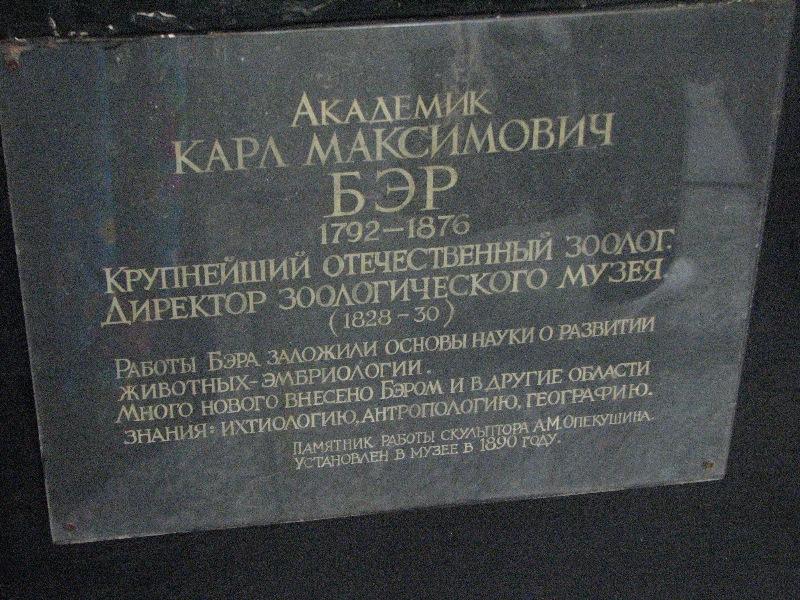 Академик
КАРЛ МАКСИМОВИЧ
БЭР
1792-1876
КРУПНЕЙШИЙ ОТЕЧЕСТВЕННЫЙ ЗООЛОГ.
ДИРЕКТОР ЗООЛОГИЧЕСКОГО МУЗЕЯ
(1828-30)
РАБОТЫ БЭРА ЗАЛОЖИЛИ ОСНОВЫ НАУКИ О РАЗВИТИИ
ЖИВОТНЫХ-ЭМБРИОЛОГИИ.
МНОГО НОВОГО ВНЕСЕНО БЭРОМ И В ДРУГИЕ ОБЛАСТИ
ЗНАНИЯ: ИХТИОЛОГИЮ, АНТРОПОЛОГИЮ, ГЕОГРАФИЮ.
ПАМЯТНИК РАБОТЫ СКУЛЬПТОРА А.М.ОПЕКУШИНА.
УСТАНОВЛЕН В МУЗЕЕ В 1890 ГОДУ.